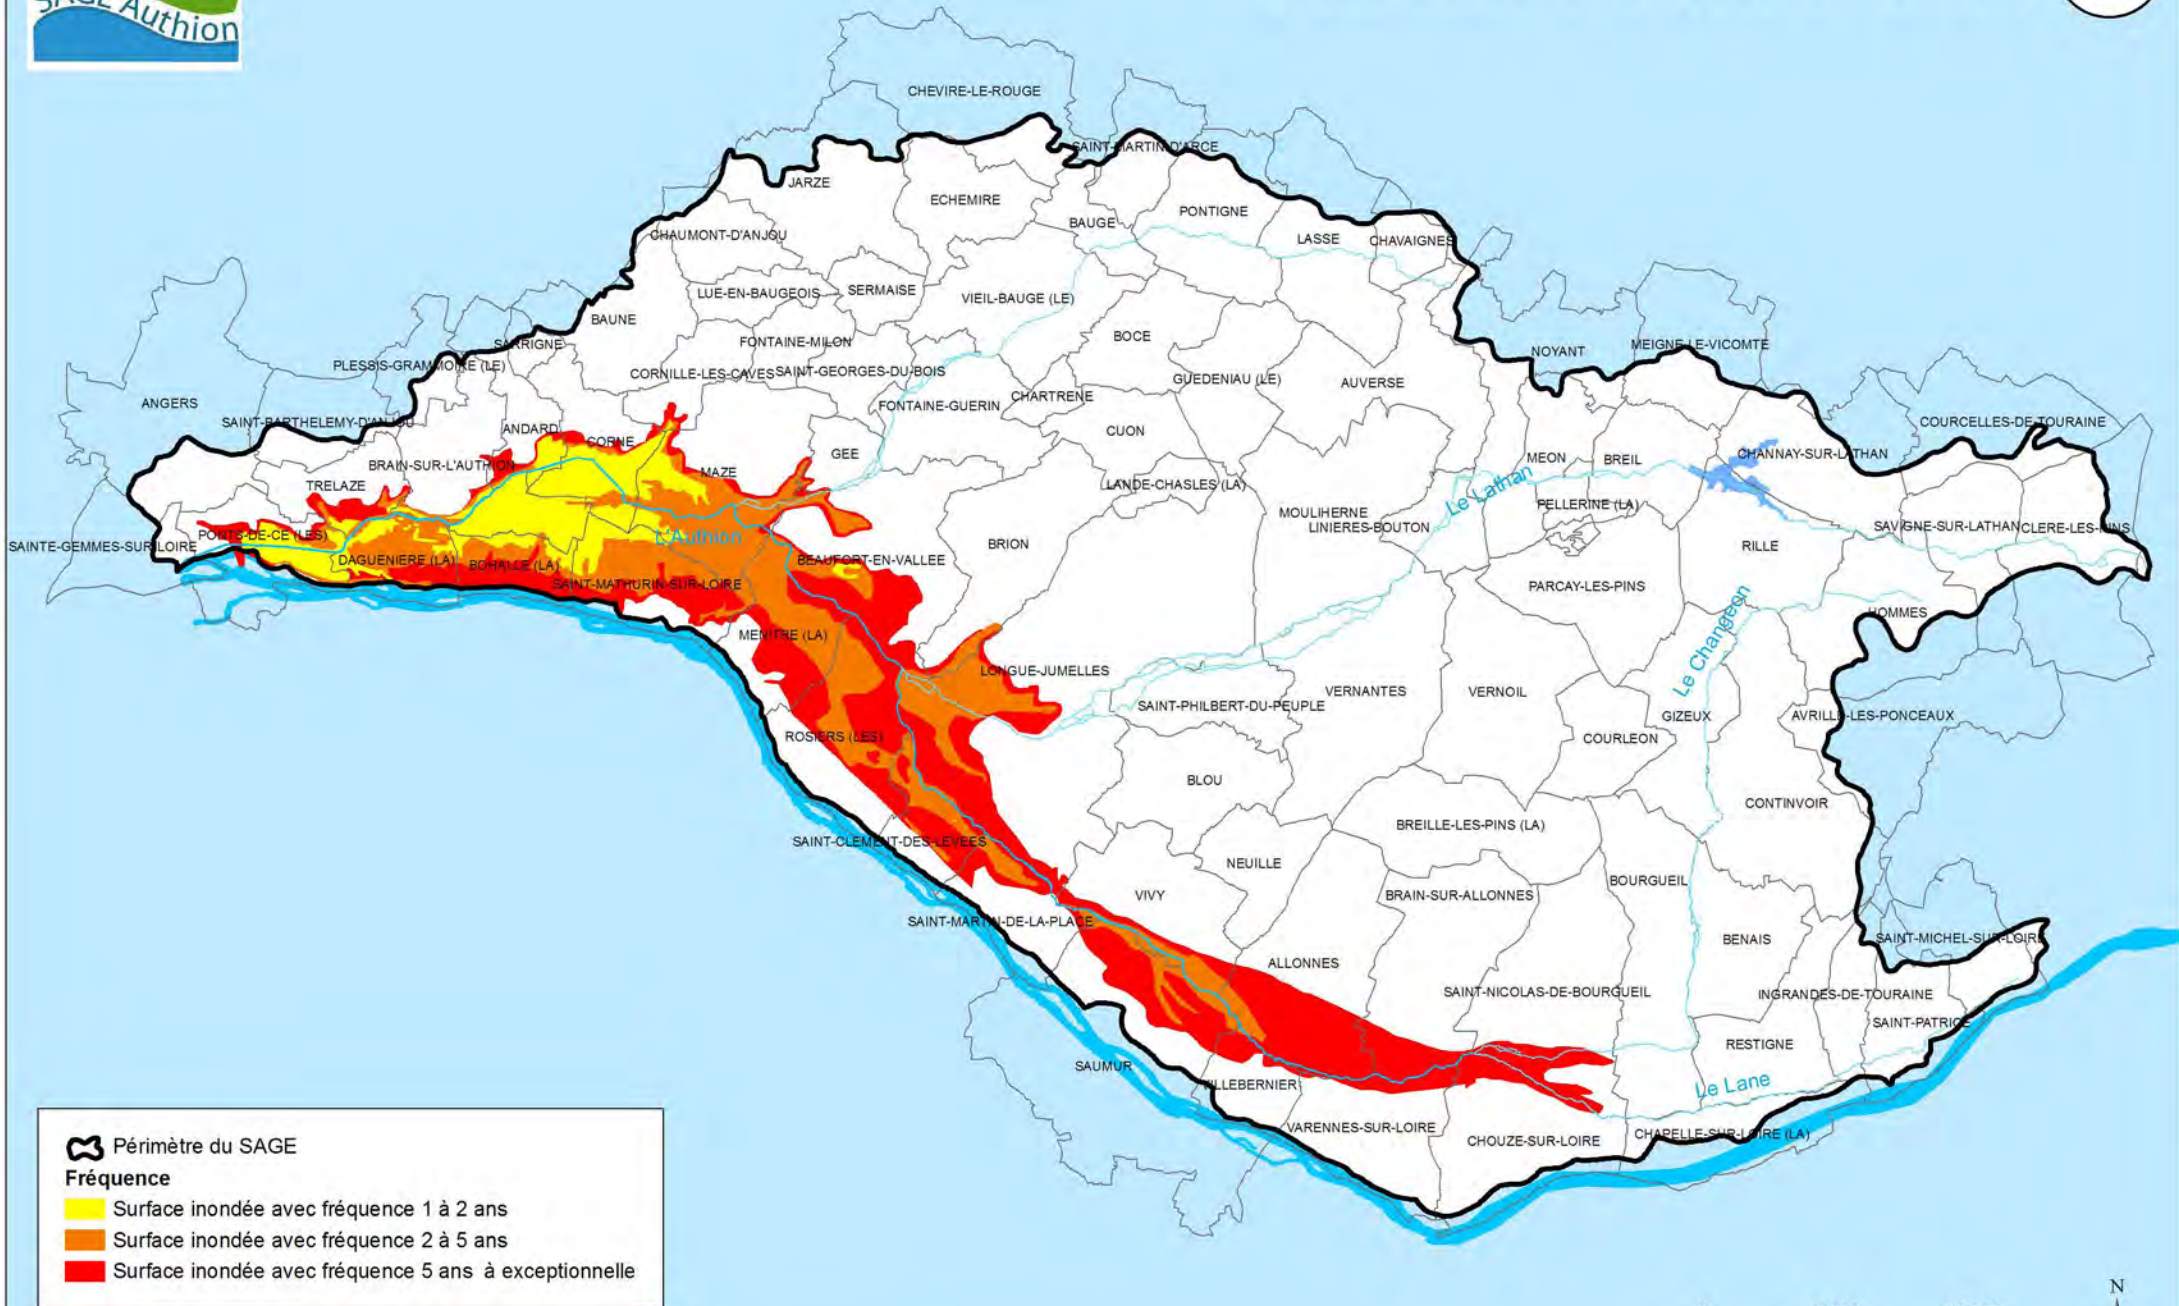 SAGE Authion
CHEVIRE-LE-ROUGE
SAINT-MARTIN-D'ARCE
JARZE
ECHEMIRE
BAUGE
PONTIGNE
CHAUMONT-D'ANJOU
LASSE
CHAVAIGNES
LUE-EN-BAUGEOIS
SERMAISE
VIEIL-BAUGE (LE)
BAUNE
SARRIGNE
FONTAINE-MILON
BOCE
NOYANT
MEIGNE-LE-VICOMTE
PLESSIS-GRAMMOIRE (LE)
CORNILLE-LES-CAVES
SAINT-GEORGES-DU-BOIS
GUEDENIAU (LE)
AUVERSE
ANGERS
CHARTRENE
FONTAINE-GUERIN
SAINT-BARTHELEMY-D'ANJOU
COURCELLES-DE-TOURAINE
ANDARD
CORNE
CUON
GEE
BRAIN-SUR-L'AUTHION
MAZE
MEON
BREIL
CHANNAY-SUR-LATHAN
TRELAZE
LANDE-CHASLES (LA)
Le Lathan
PELLERINE (LA)
MOULIHERNE
LINIERES-BOUTON
SAVIGNE-SUR-LATHAN
CLERE-LES-PINS
SAINTE-GEMMES-SUR-LOIRE
PONTS-DE-CE (LES)
L'Authion
BRION
RILLE
DAGUENIERE (LA)
BOHALLE (LA)
BEAUFORT-EN-VALLEE
SAINT-MATHURIN-SUR-LOIRE
PARCAY-LES-PINS
HOMMES
MENITRE (LA)
Le Changeon
LONGUE-JUMELLES
VERNANTES
VERNOIL
SAINT-PHILBERT-DU-PEUPLE
GIZEUX
AVRILLE-LES-PONCEAUX
ROSIERS (LES)
COURLEON
BLOU
CONTINVOIR
BREILLE-LES-PINS (LA)
SAINT-CLEMENT-DES-LEVEES
NEUILLE
VIVY
BRAIN-SUR-ALLONNES
BOURGUEIL
SAINT-MARTIN-DE-LA-PLACE
BENAIS
SAINT-MICHEL-SUR-LOIRE
ALLONNES
SAINT-NICOLAS-DE-BOURGUEIL
INGRANDES-DE-TOURAINE
SAINT-PATRICE
RESTIGNE
SAUMUR
VILLEBERNIER
Le Lane
VARENNES-SUR-LOIRE
CHOUZE-SUR-LOIRE
CHAPELLE-SUR-LOIRE (LA)
Périmètre du SAGE
Fréquence
Surface inondée avec fréquence 1 à 2 ans
Surface inondée avec fréquence 2 à 5 ans
Surface inondée avec fréquence 5 ans à exceptionnelle
N